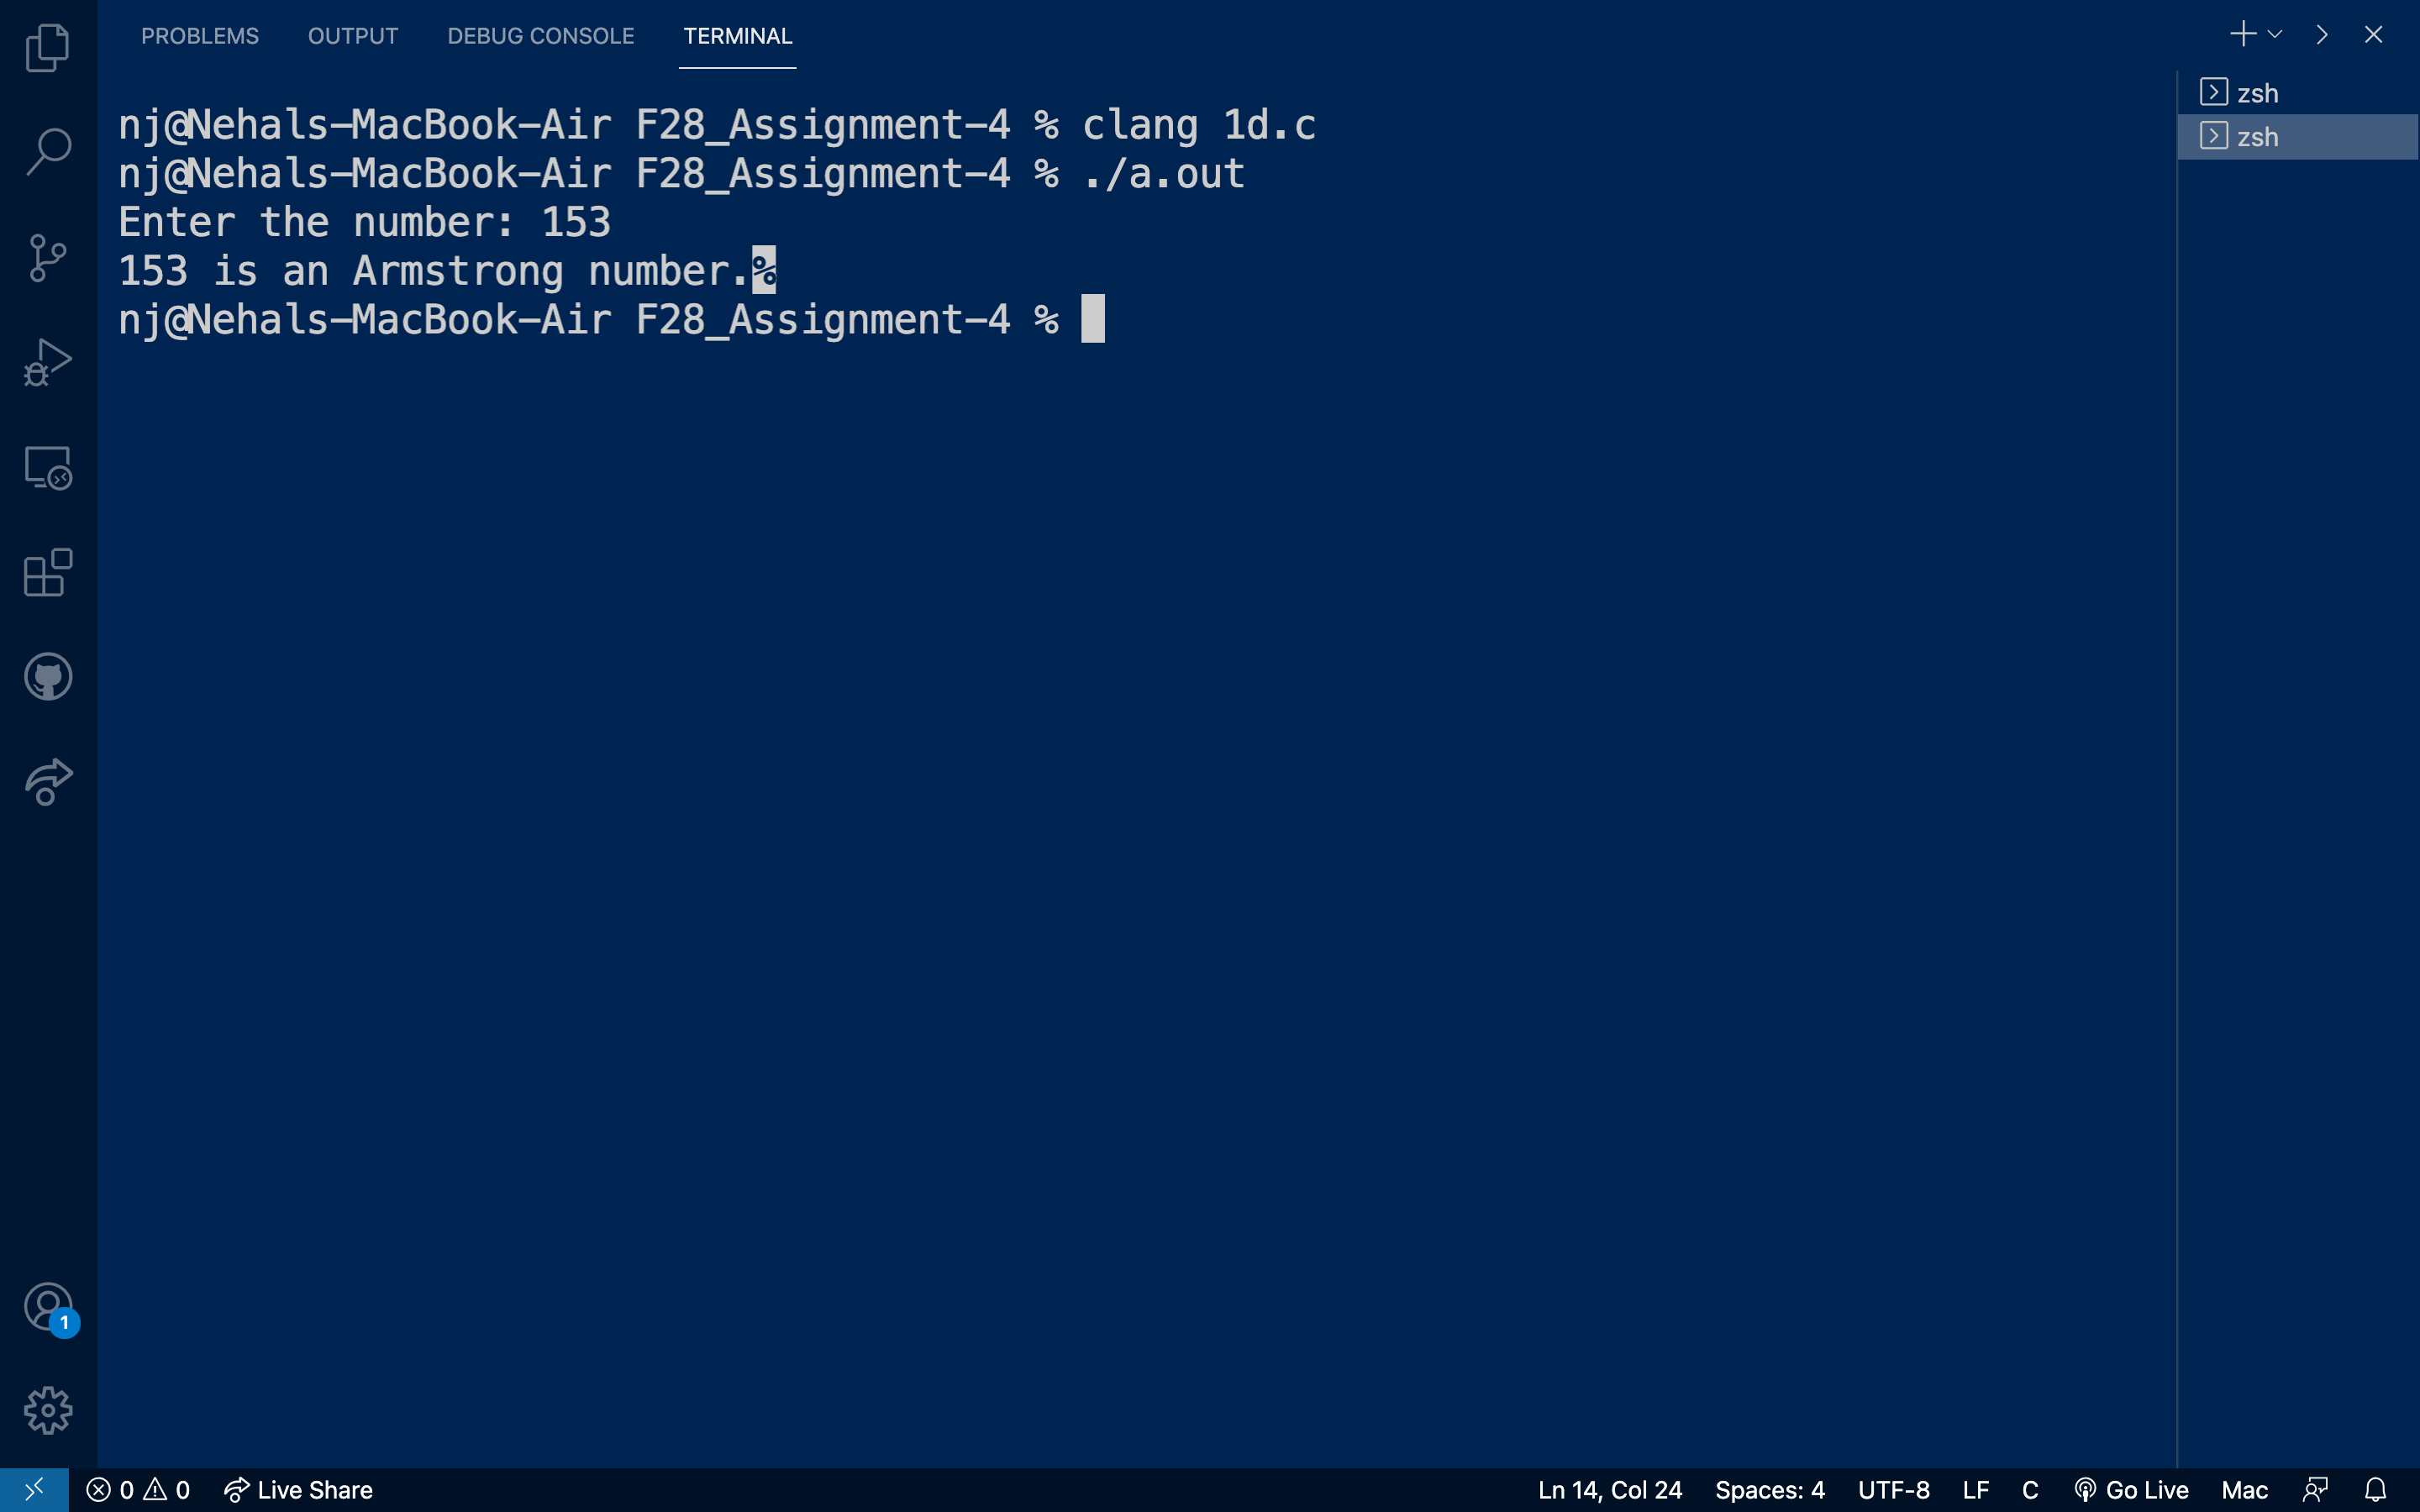 PROBLEMS OUTPUT DEBUG CONSOLE TERMINAL
nj@Nehals-MacBook-Air F28_Assignment-4 % clang 1d.c
nj@Nehals-MacBook-Air F28_Assignment-4 % ./a.out
Enter the number: 153
153 is an Armstrong number.%
nj@Nehals-MacBook-Air F28_Assignment-4 %
zsh
zsh
1
0 0 Live Share Ln 14, Col 24 Spaces: 4 UTF-8 LF C Go Live Mac